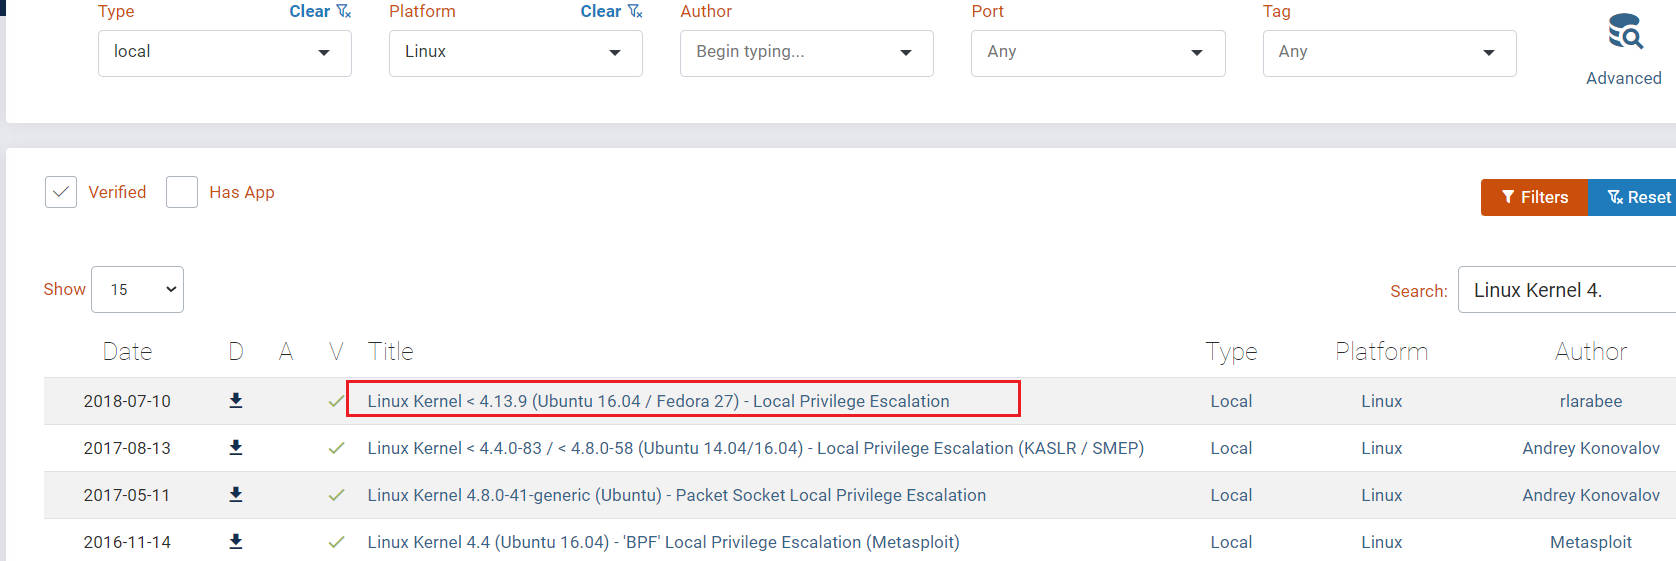 Type Clear Platform Clear Author Port Tag
local Linux Begin typing... Any Any
Advanced
Verified Has App
Filters Reset
Show 15 Search: Linux Kernel 4.
Date D A V Title Type Platform Author
2018-07-10 Linux Kernel < 4.13.9 (Ubuntu 16.04 / Fedora 27) - Local Privilege Escalation Local Linux rlarabee
2017-08-13 Linux Kernel < 4.4.0-83 / < 4.8.0-58 (Ubuntu 14.04/16.04) - Local Privilege Escalation (KASLR / SMEP) Local Linux Andrey Konovalov
2017-05-11 Linux Kernel 4.8.0-41-generic (Ubuntu) - Packet Socket Local Privilege Escalation Local Linux Andrey Konovalov
2016-11-14 Linux Kernel 4.4 (Ubuntu 16.04) - 'BPF' Local Privilege Escalation (Metasploit) Local Linux Metasploit